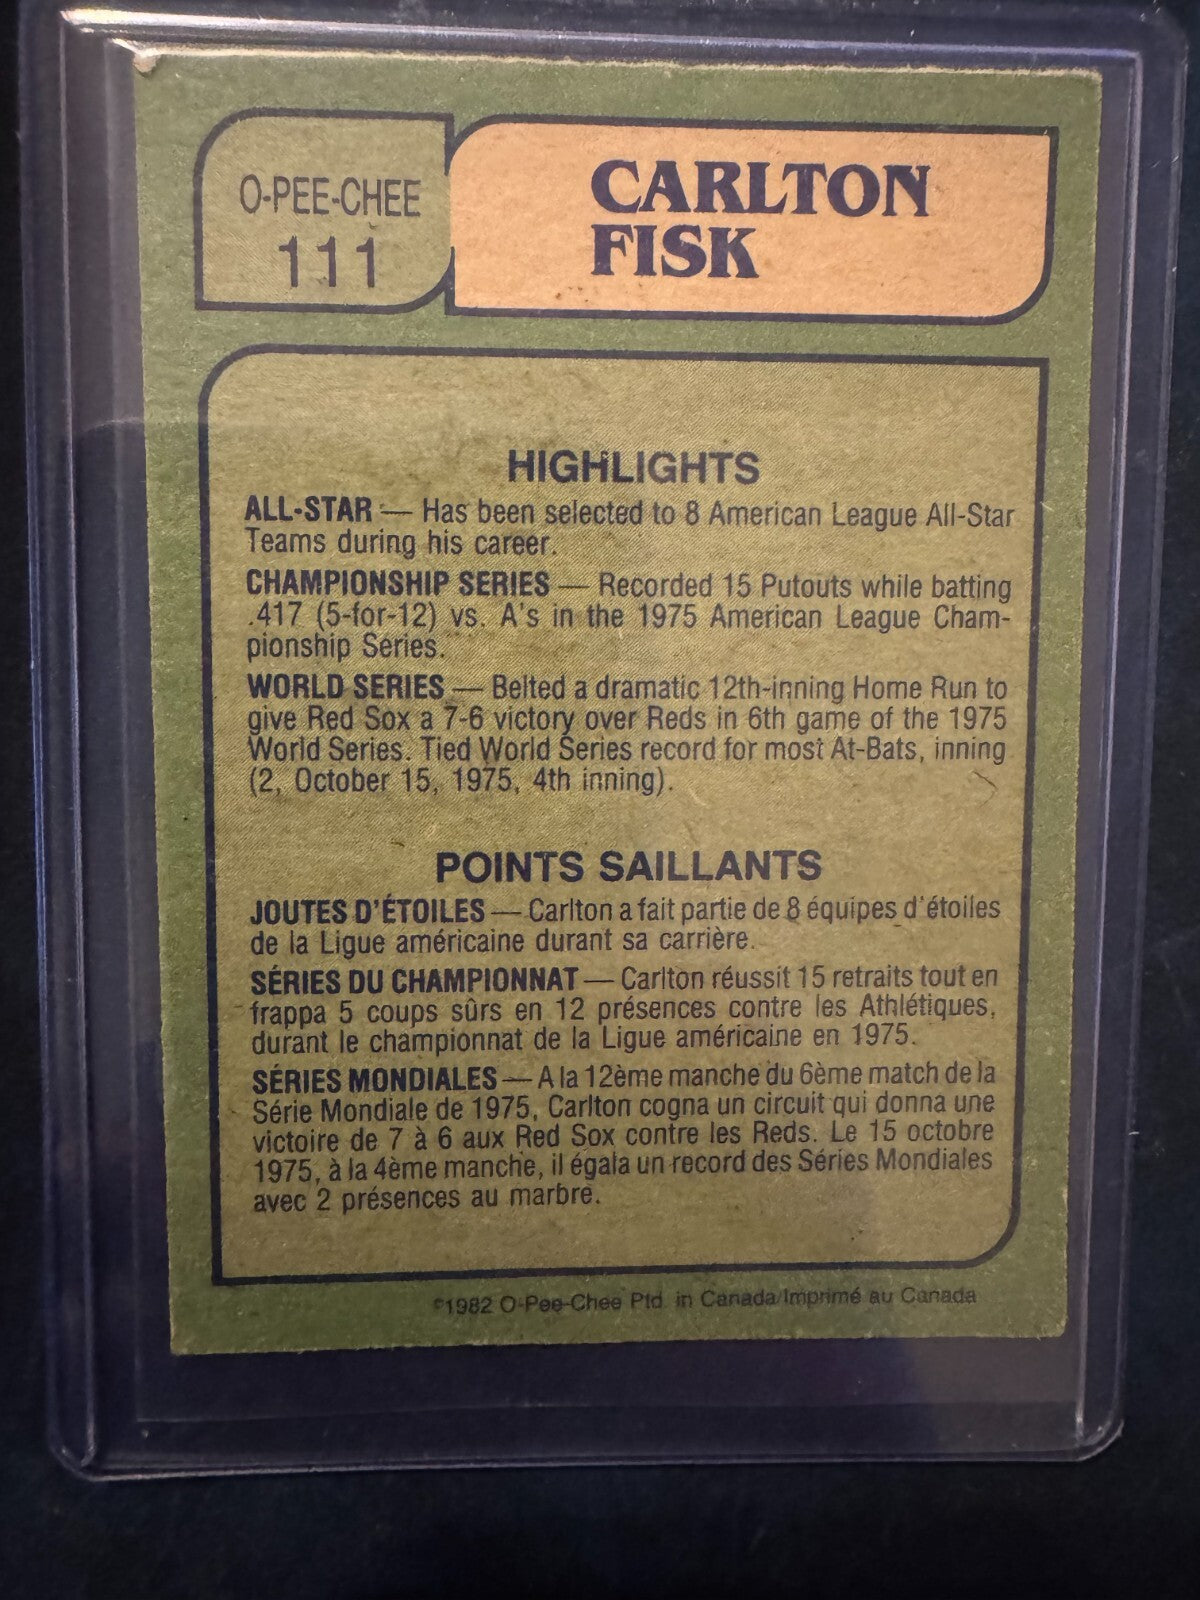 O-PEE-CHEE
111
CARLTON
FISK
HIGHLIGHTS
ALL-STAR — Has been selected to 8 American League All-Star
Teams during his career.
CHAMPIONSHIP SERIES — Recorded 15 Putouts while batting
.417 (5-for-12) vs. A's in the 1975 American League Cham-
pionship Series.
WORLD SERIES — Belted a dramatic 12th-inning Home Run to
give Red Sox a 7-6 victory over Reds in 6th game of the 1975
World Series. Tied World Series record for most At-Bats, inning
(2, October 15, 1975, 4th inning).
POINTS SAILLANTS
JOUTES D'ÉTOILES — Carlton a fait partie de 8 équipes d'étoiles
de la Ligue américaine durant sa carrière.
SÉRIES DU CHAMPIONNAT — Carlton réussit 15 retraits tout en
frappa 5 coups sûrs en 12 présences contre les Athlétiques,
durant le championnat de la Ligue américaine en 1975.
SÉRIES MONDIALES — A la 12ème manche du 6ème match de la
Série Mondiale de 1975, Carlton cogna un circuit qui donna une
victoire de 7 à 6 aux Red Sox contre les Reds. Le 15 octobre
1975, à la 4ème manche, il égala un record des Séries Mondiales
avec 2 présences au marbre.
©1982 O-Pee-Chee Ptd. in Canada/Imprimé au Canada